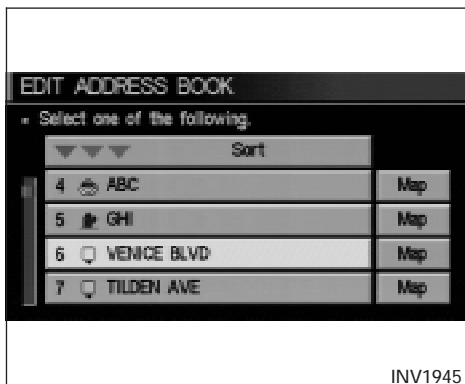 EDIT ADDRESS BOOK
Select one of the following.
Sort
4 ABC Map
5 GHI Map
6 VENICE BLVD Map
7 TILDEN AVE Map
INV1945